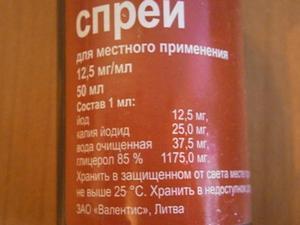 спрей
для местного применения
12,5 мг/мл
50 мл
Состав 1 мл:
йод 12,5 мг,
калия йодид 25,0 мг,
вода очищенная 37,5 мг,
глицерол 85 % 1175,0 мг.
Хранить в защищенном от света месте
не выше 25 °C. Хранить в недоступном
ЗАО «Валентис», Литва